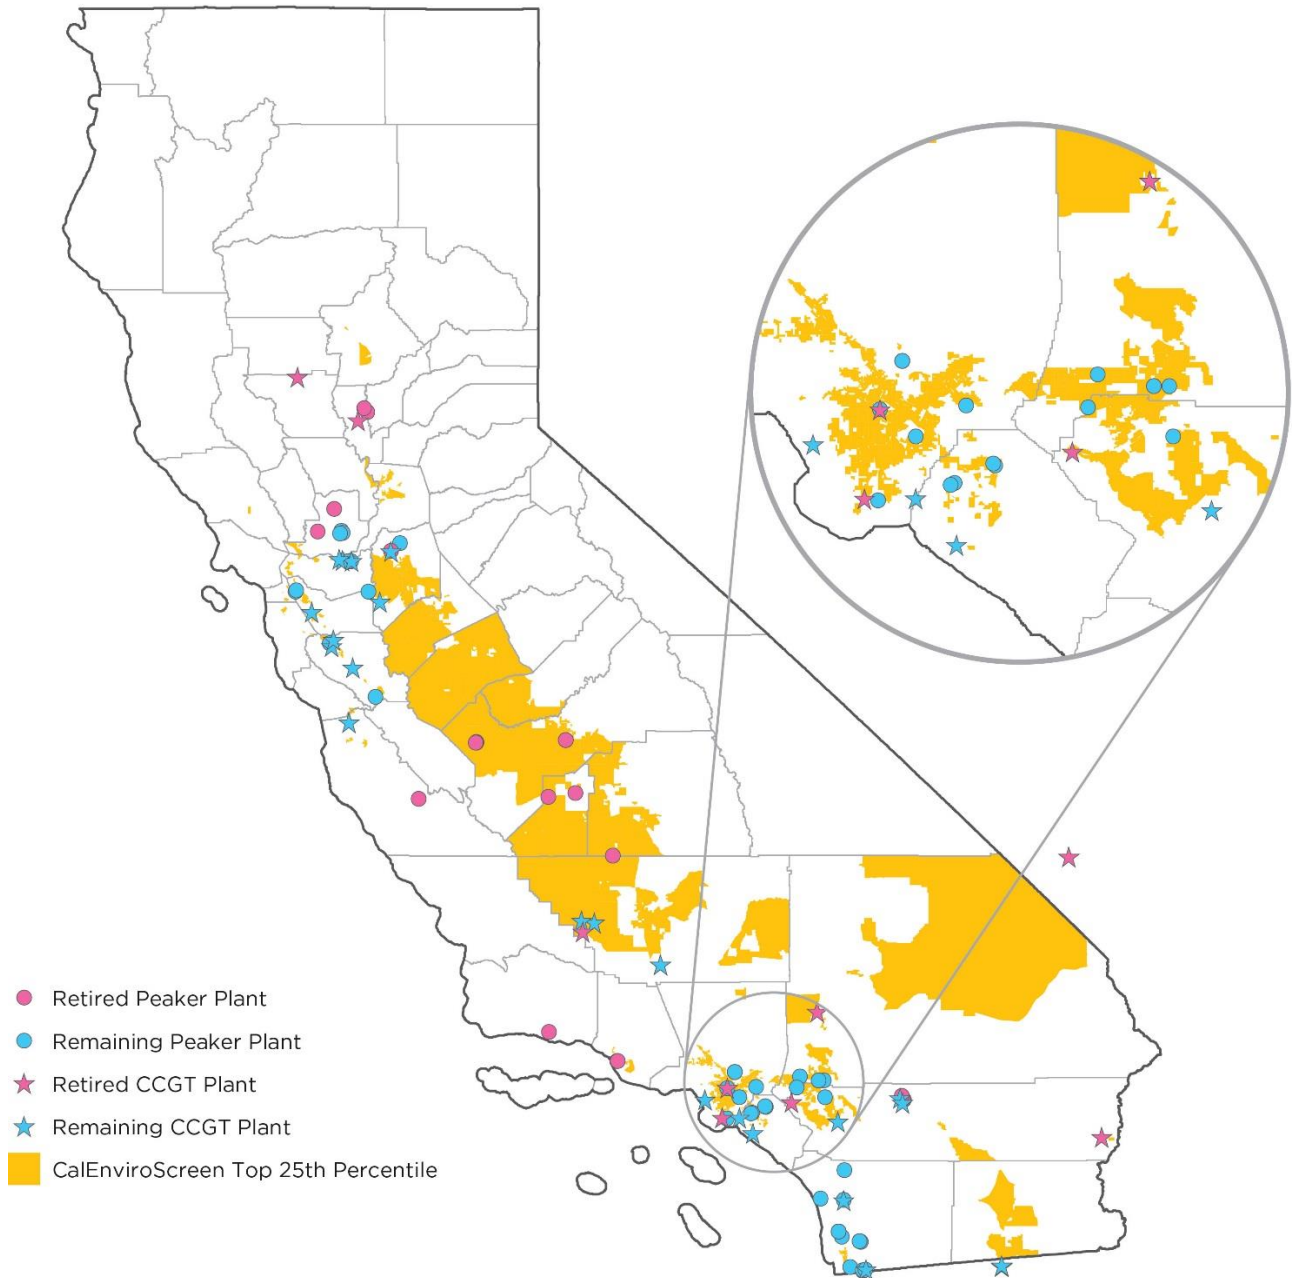 Retired Peaker Plant
Remaining Peaker Plant
Retired CCGT Plant
Remaining CCGT Plant
CalEnviroScreen Top 25th Percentile